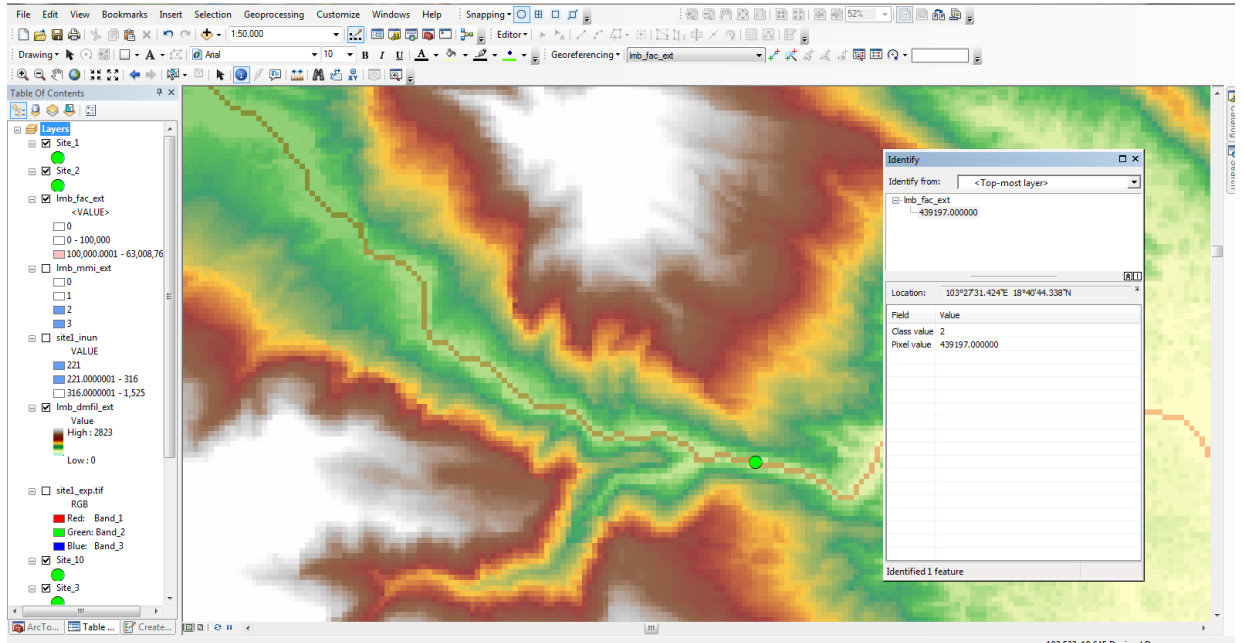 File Edit View Bookmarks Insert Selection Geoprocessing Customize Windows Help Snapping 52%
1:50,000 Editor
Drawing Arial 10 B I U A Georeferencing lmb_fac_ext
Table Of Contents
Layers
Site_1
Site_2
lmb_fac_ext
<VALUE>
0
0 - 100,000
100,000.0001 - 63,008,76
lmb_mmi_ext
0
1
2
3
site1_inun
VALUE
221
221.0000001 - 316
316.0000001 - 1,525
lmb_dmfil_ext
Value
High : 2823
Low : 0
site1_exp.tif
RGB
Red: Band_1
Green: Band_2
Blue: Band_3
Site_10
Site_3
ArcTo... Table ... Create...
Identify
Identify from: <Top-most layer>
lmb_fac_ext
439197.000000
Location: 103°27'31.424"E 18°40'44.338"N
Field Value
Class value 2
Pixel value 439197.000000
Identified 1 feature
Catalog
Search